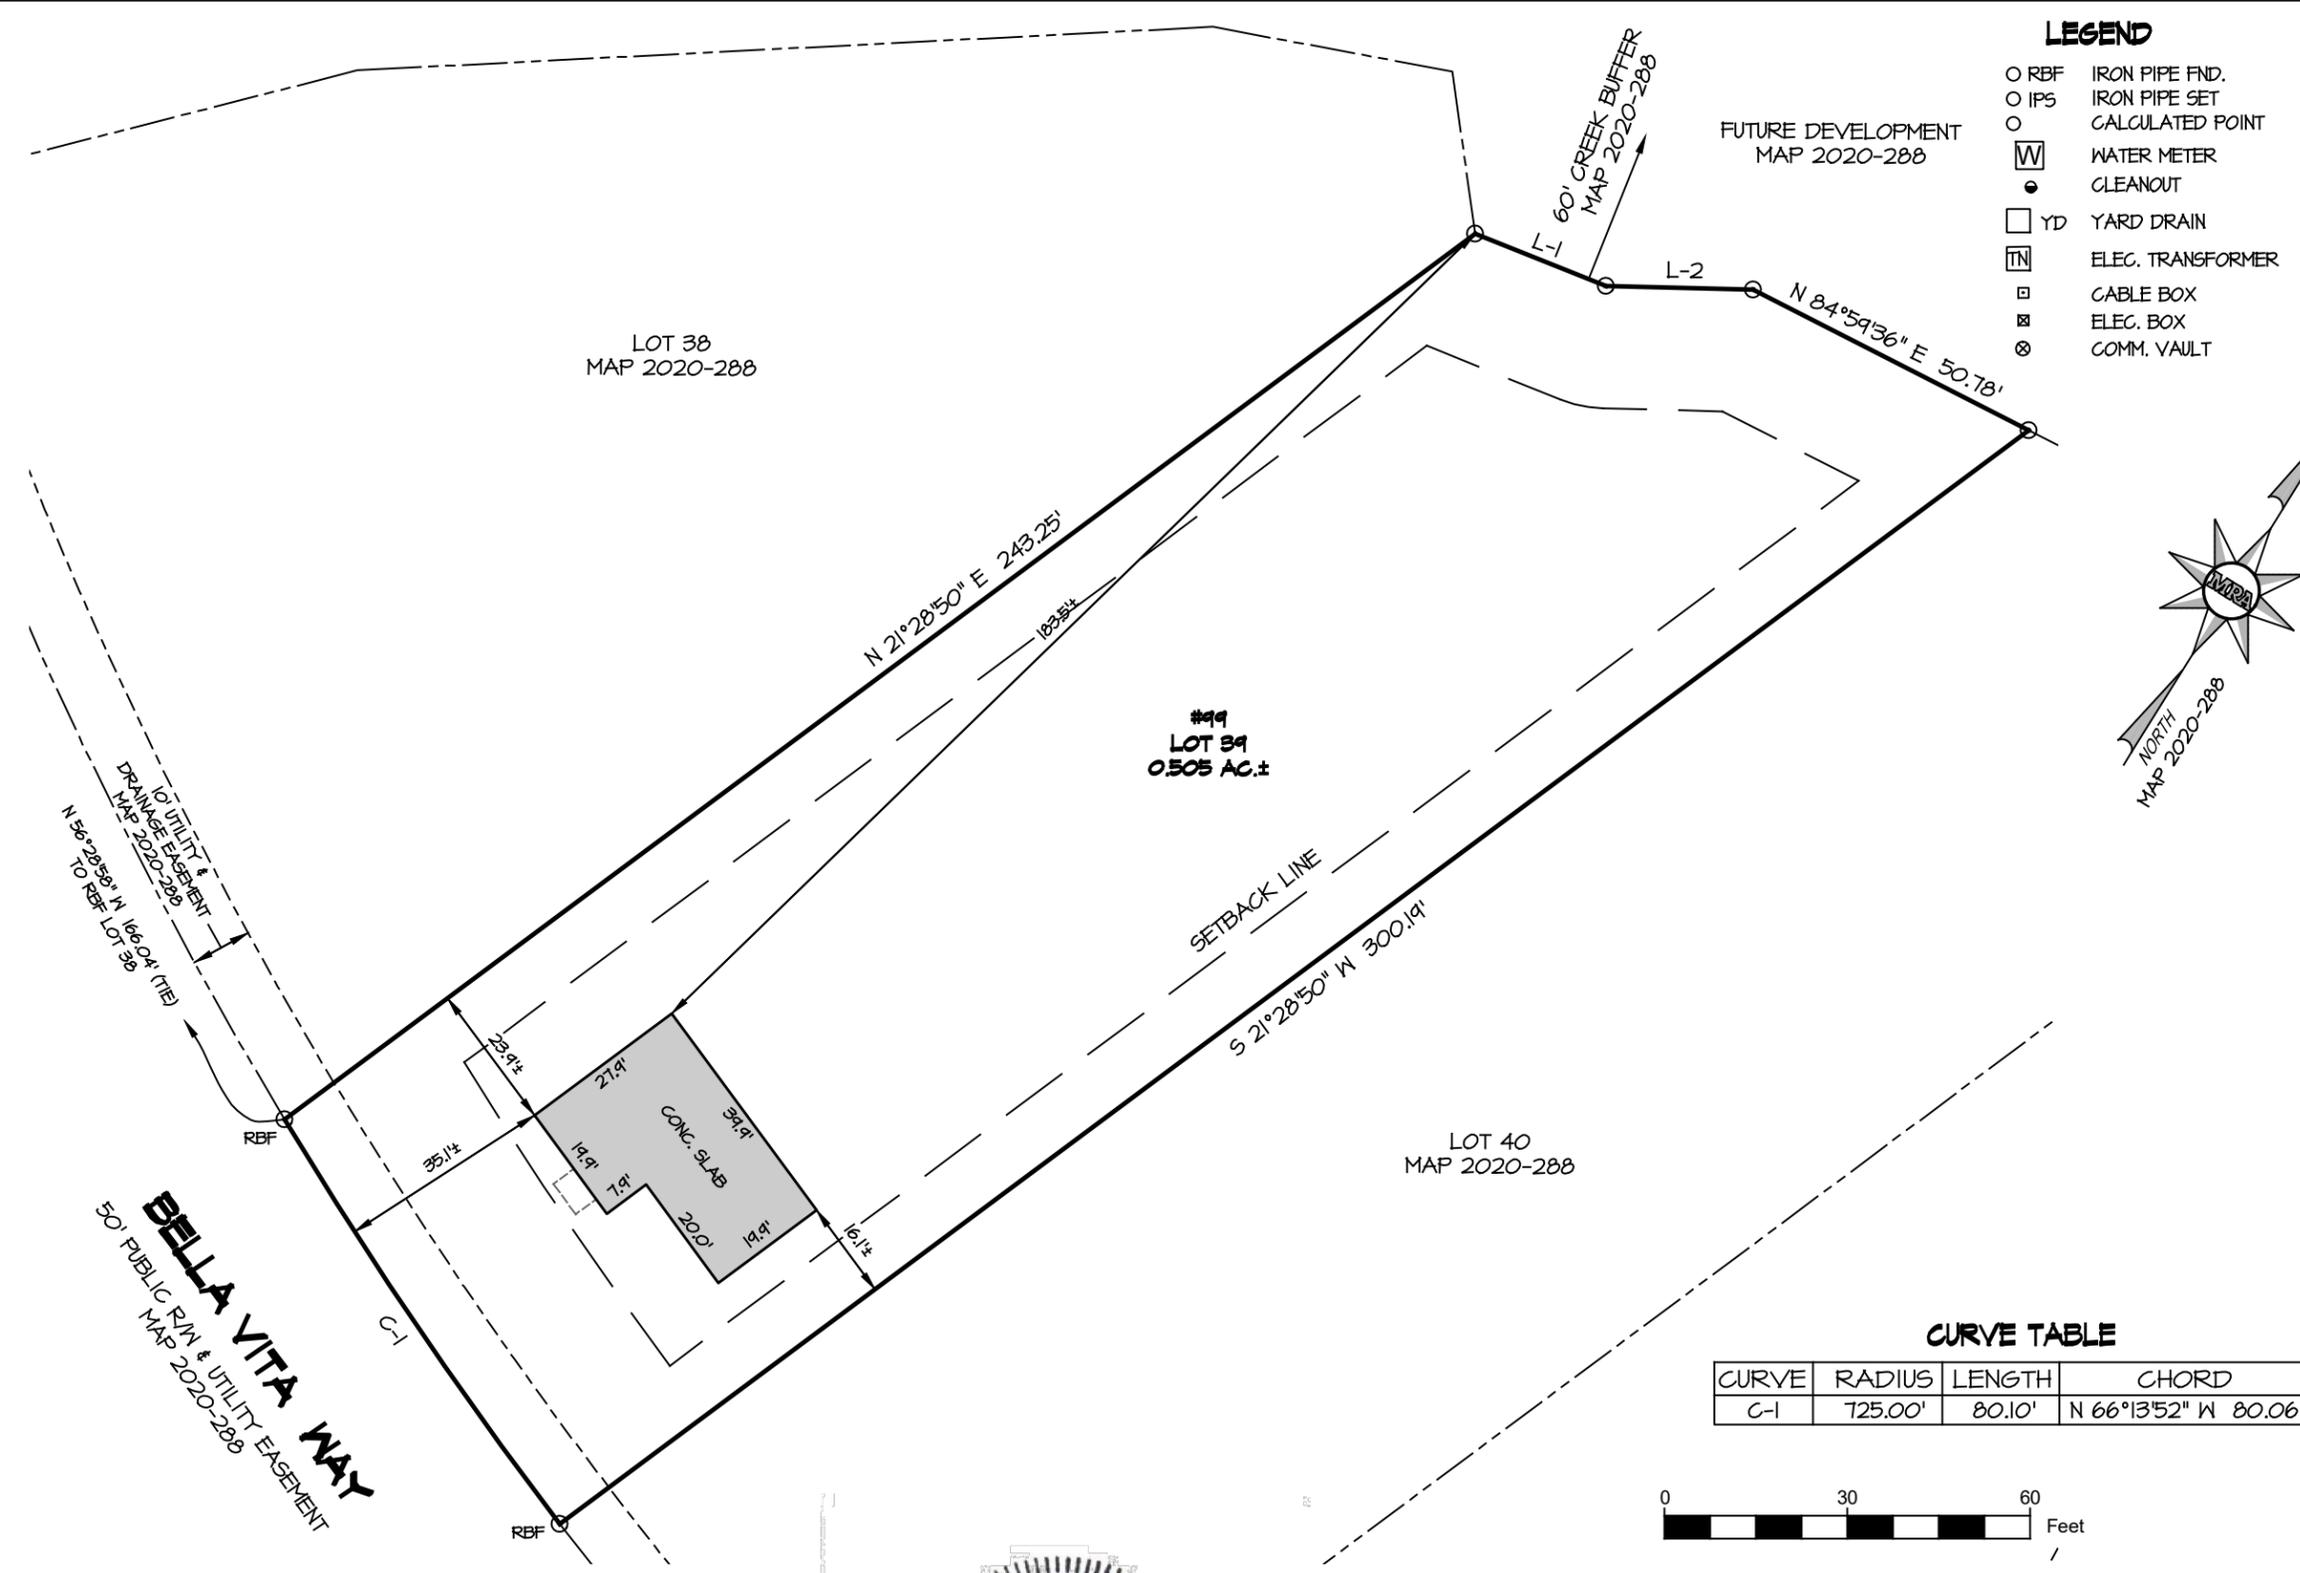 LEGEND
RBF IRON PIPE FND.
IPS IRON PIPE SET
CALCULATED POINT
W WATER METER
CLEANOUT
YD YARD DRAIN
TN ELEC. TRANSFORMER
CABLE BOX
ELEC. BOX
COMM. VAULT
60' CREEK BUFFER
MAP 2020-288
FUTURE DEVELOPMENT
MAP 2020-288
L-1
L-2
N 84°59'36" E 50.78'
LOT 38
MAP 2020-288
N 21°28'50" E 243.25'
183.5'±
MRA
NORTH
MAP 2020-288
#99
LOT 39
0.505 AC.±
10' UTILITY &
DRAINAGE EASEMENT
MAP 2020-288
N 56°28'58" W 166.04' (TIE)
TO RBF LOT 38
SETBACK LINE
S 21°28'50" W 300.19'
23.9'±
27.9'
39.9'
CONC. SLAB
19.9'
7.9'
20.0'
19.9'
16.1'±
35.1'±
RBF
LOT 40
MAP 2020-288
BELLA VITA WAY
50' PUBLIC R/W & UTILITY EASEMENT
MAP 2020-288
C-1
RBF
CURVE TABLE
CURVE RADIUS LENGTH CHORD
C-1 725.00' 80.10' N 66°13'52" W 80.06
0 30 60
Feet